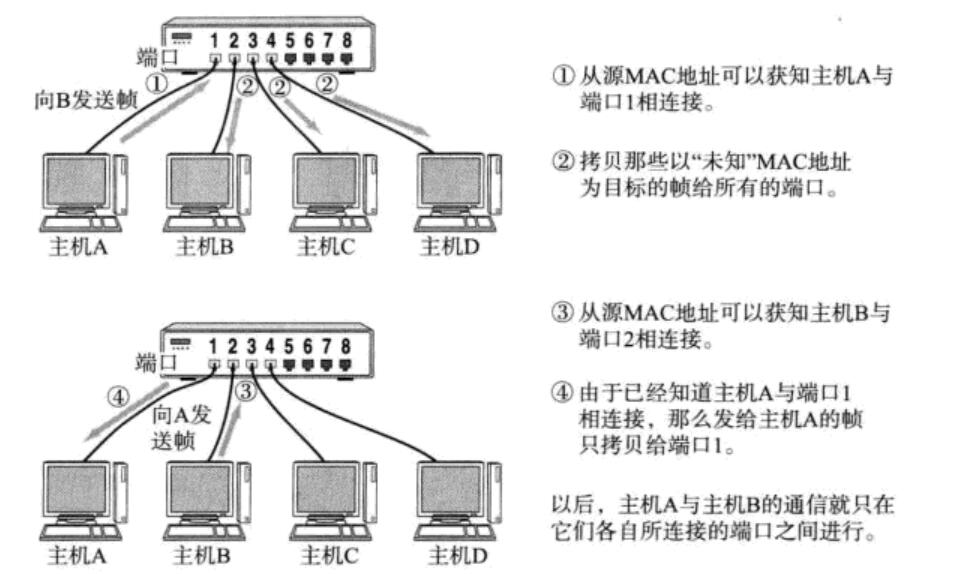 端口
1 2 3 4 5 6 7 8
①
②
②
②
向B发送帧
主机A
主机B
主机C
主机D
① 从源MAC地址可以获知主机A与
端口1相连接。
② 拷贝那些以“未知”MAC地址
为目标的帧给所有的端口。
端口
1 2 3 4 5 6 7 8
④
③
向A发
送帧
主机A
主机B
主机C
主机D
③ 从源MAC地址可以获知主机B与
端口2相连接。
④ 由于已经知道主机A与端口1
相连接，那么发给主机A的帧
只拷贝给端口1。
以后，主机A与主机B的通信就只在
它们各自所连接的端口之间进行。